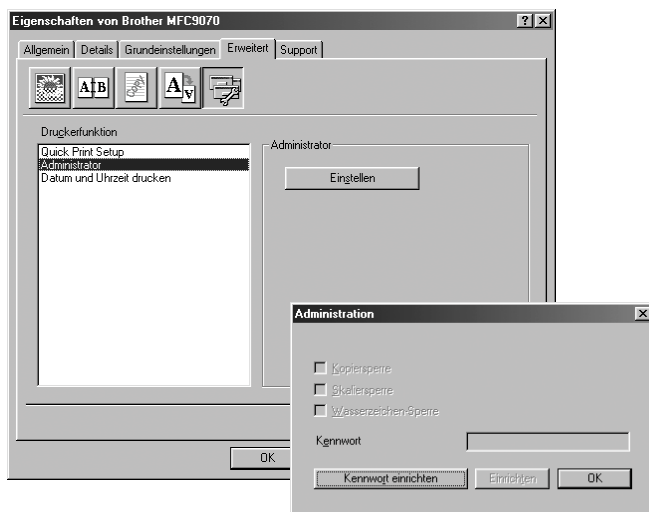 Eigenschaften von Brother MFC9070
Allgemein Details Grundeinstellungen Erweitert Support
A B
Copy
A A
Druckerfunktion
Quick Print Setup
Administrator
Datum und Uhrzeit drucken
Administrator
Einstellen
OK
Administration
Kopiersperre
Skaliersperre
Wasserzeichen-Sperre
Kennwort
Kennwort einrichten Einrichten OK